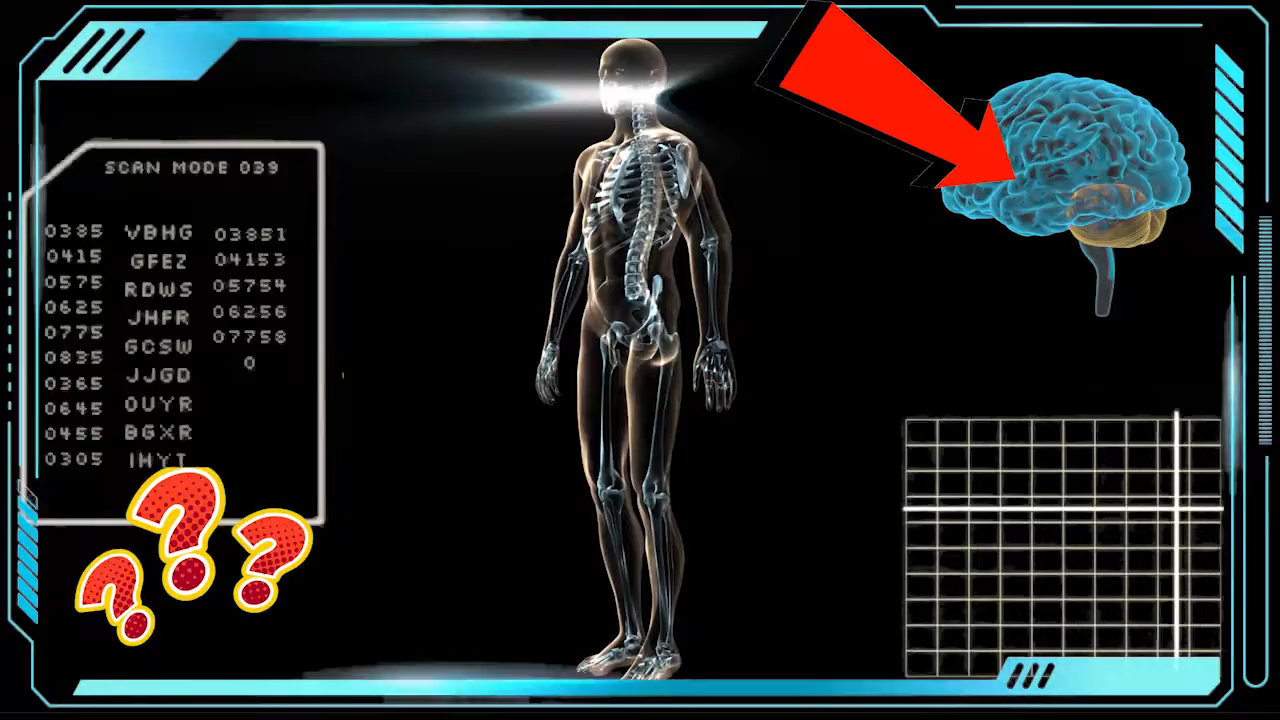 SCAN MODE 039
0385 VBHG 03851
0415 GFEZ 04153
0575 RDWS 05754
0625 JHFR 06256
0775 GCSW 07758
0835 JJGD 0
0365 OUYR
0645 BGXR
0455 IHYT
0305
???